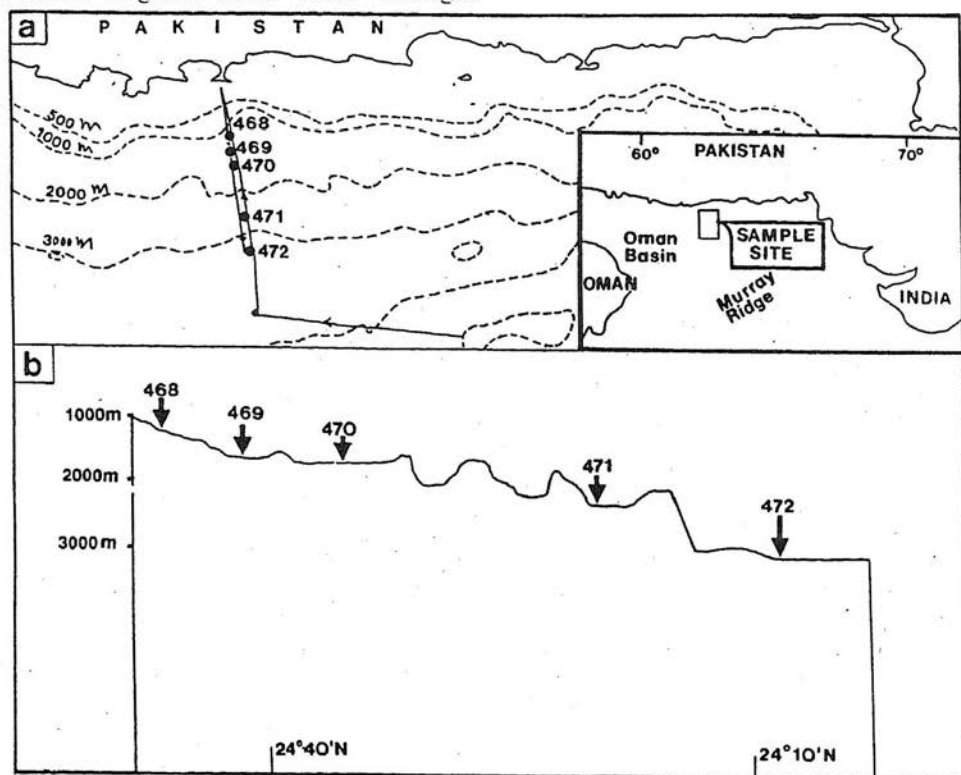 a
P A K I S T A N
500 m
1000 m
2000 m
3000 m
468
469
470
471
472
60°
PAKISTAN
70°
Oman
Basin
SAMPLE
SITE
OMAN
Murray
Ridge
INDIA
b
468
469
470
471
472
1000m
2000m
3000m
24°40'N
24°10'N